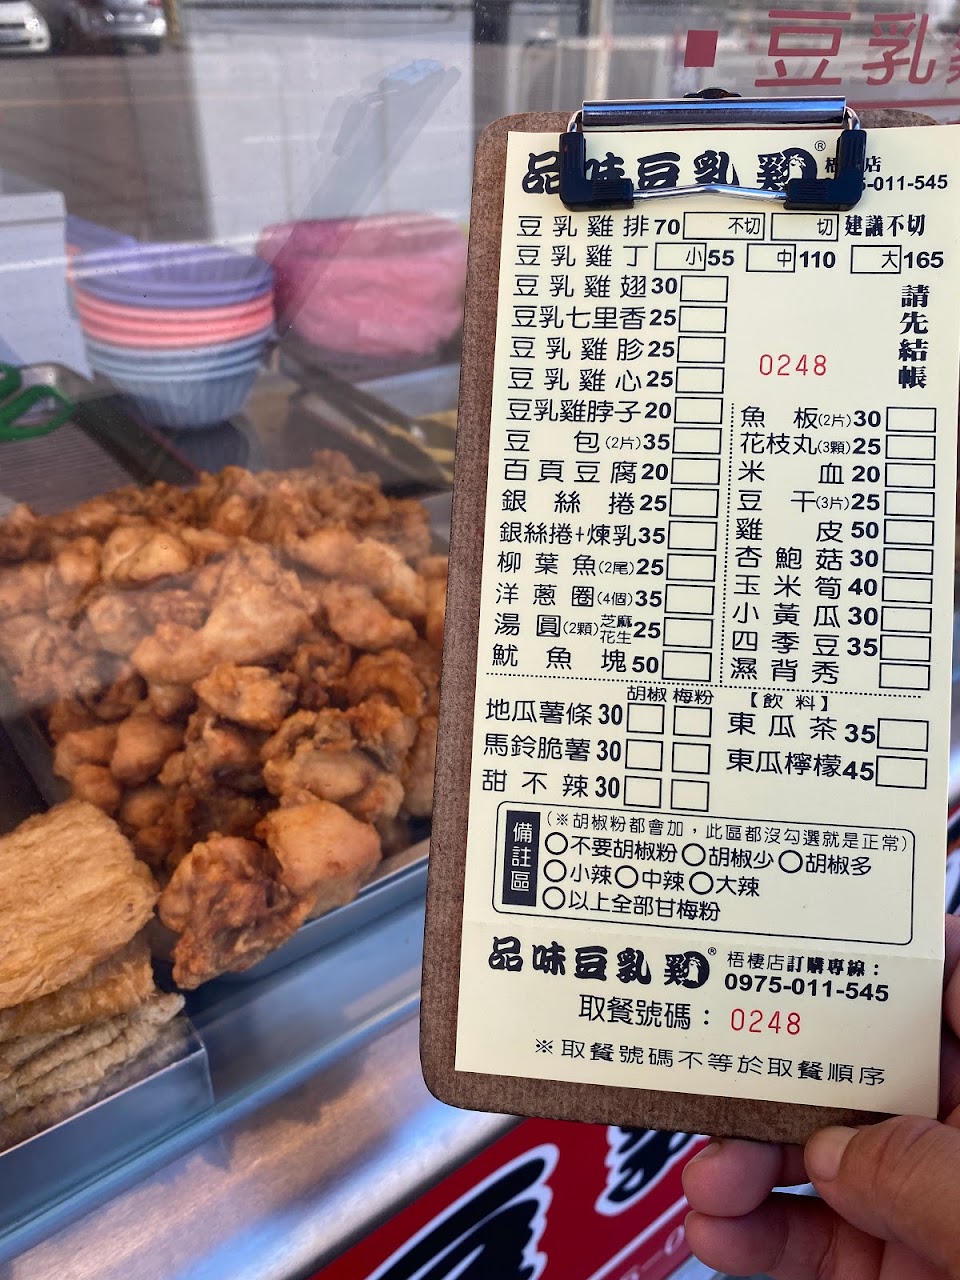 豆乳
品味豆乳雞® 梧 店
5-011-545
豆乳雞排70 不切 切 建議不切
豆乳雞丁 小55 中110 大165
豆乳雞翅30
豆乳七里香25
豆乳雞胗25
豆乳雞心25
豆乳雞脖子20
豆包(2片)35
百頁豆腐20
銀絲捲25
銀絲捲+煉乳35
柳葉魚(2尾)25
洋蔥圈(4個)35
湯圓(2顆)芝麻花生25
魷魚塊50
請先結帳
0248
魚板(2片)30
花枝丸(3顆)25
米血20
豆干(3片)25
雞皮50
杏鮑菇30
玉米筍40
小黃瓜30
四季豆35
濕背秀
胡椒 梅粉
地瓜薯條30
馬鈴脆薯30
甜不辣30
【飲料】
東瓜茶35
東瓜檸檬45
備註區
(※胡椒粉都會加，此區都沒勾選就是正常)
○不要胡椒粉○胡椒少○胡椒多
○小辣○中辣○大辣
○以上全部甘梅粉
品味豆乳雞® 梧棲店訂購專線：
0975-011-545
取餐號碼：0248
※取餐號碼不等於取餐順序